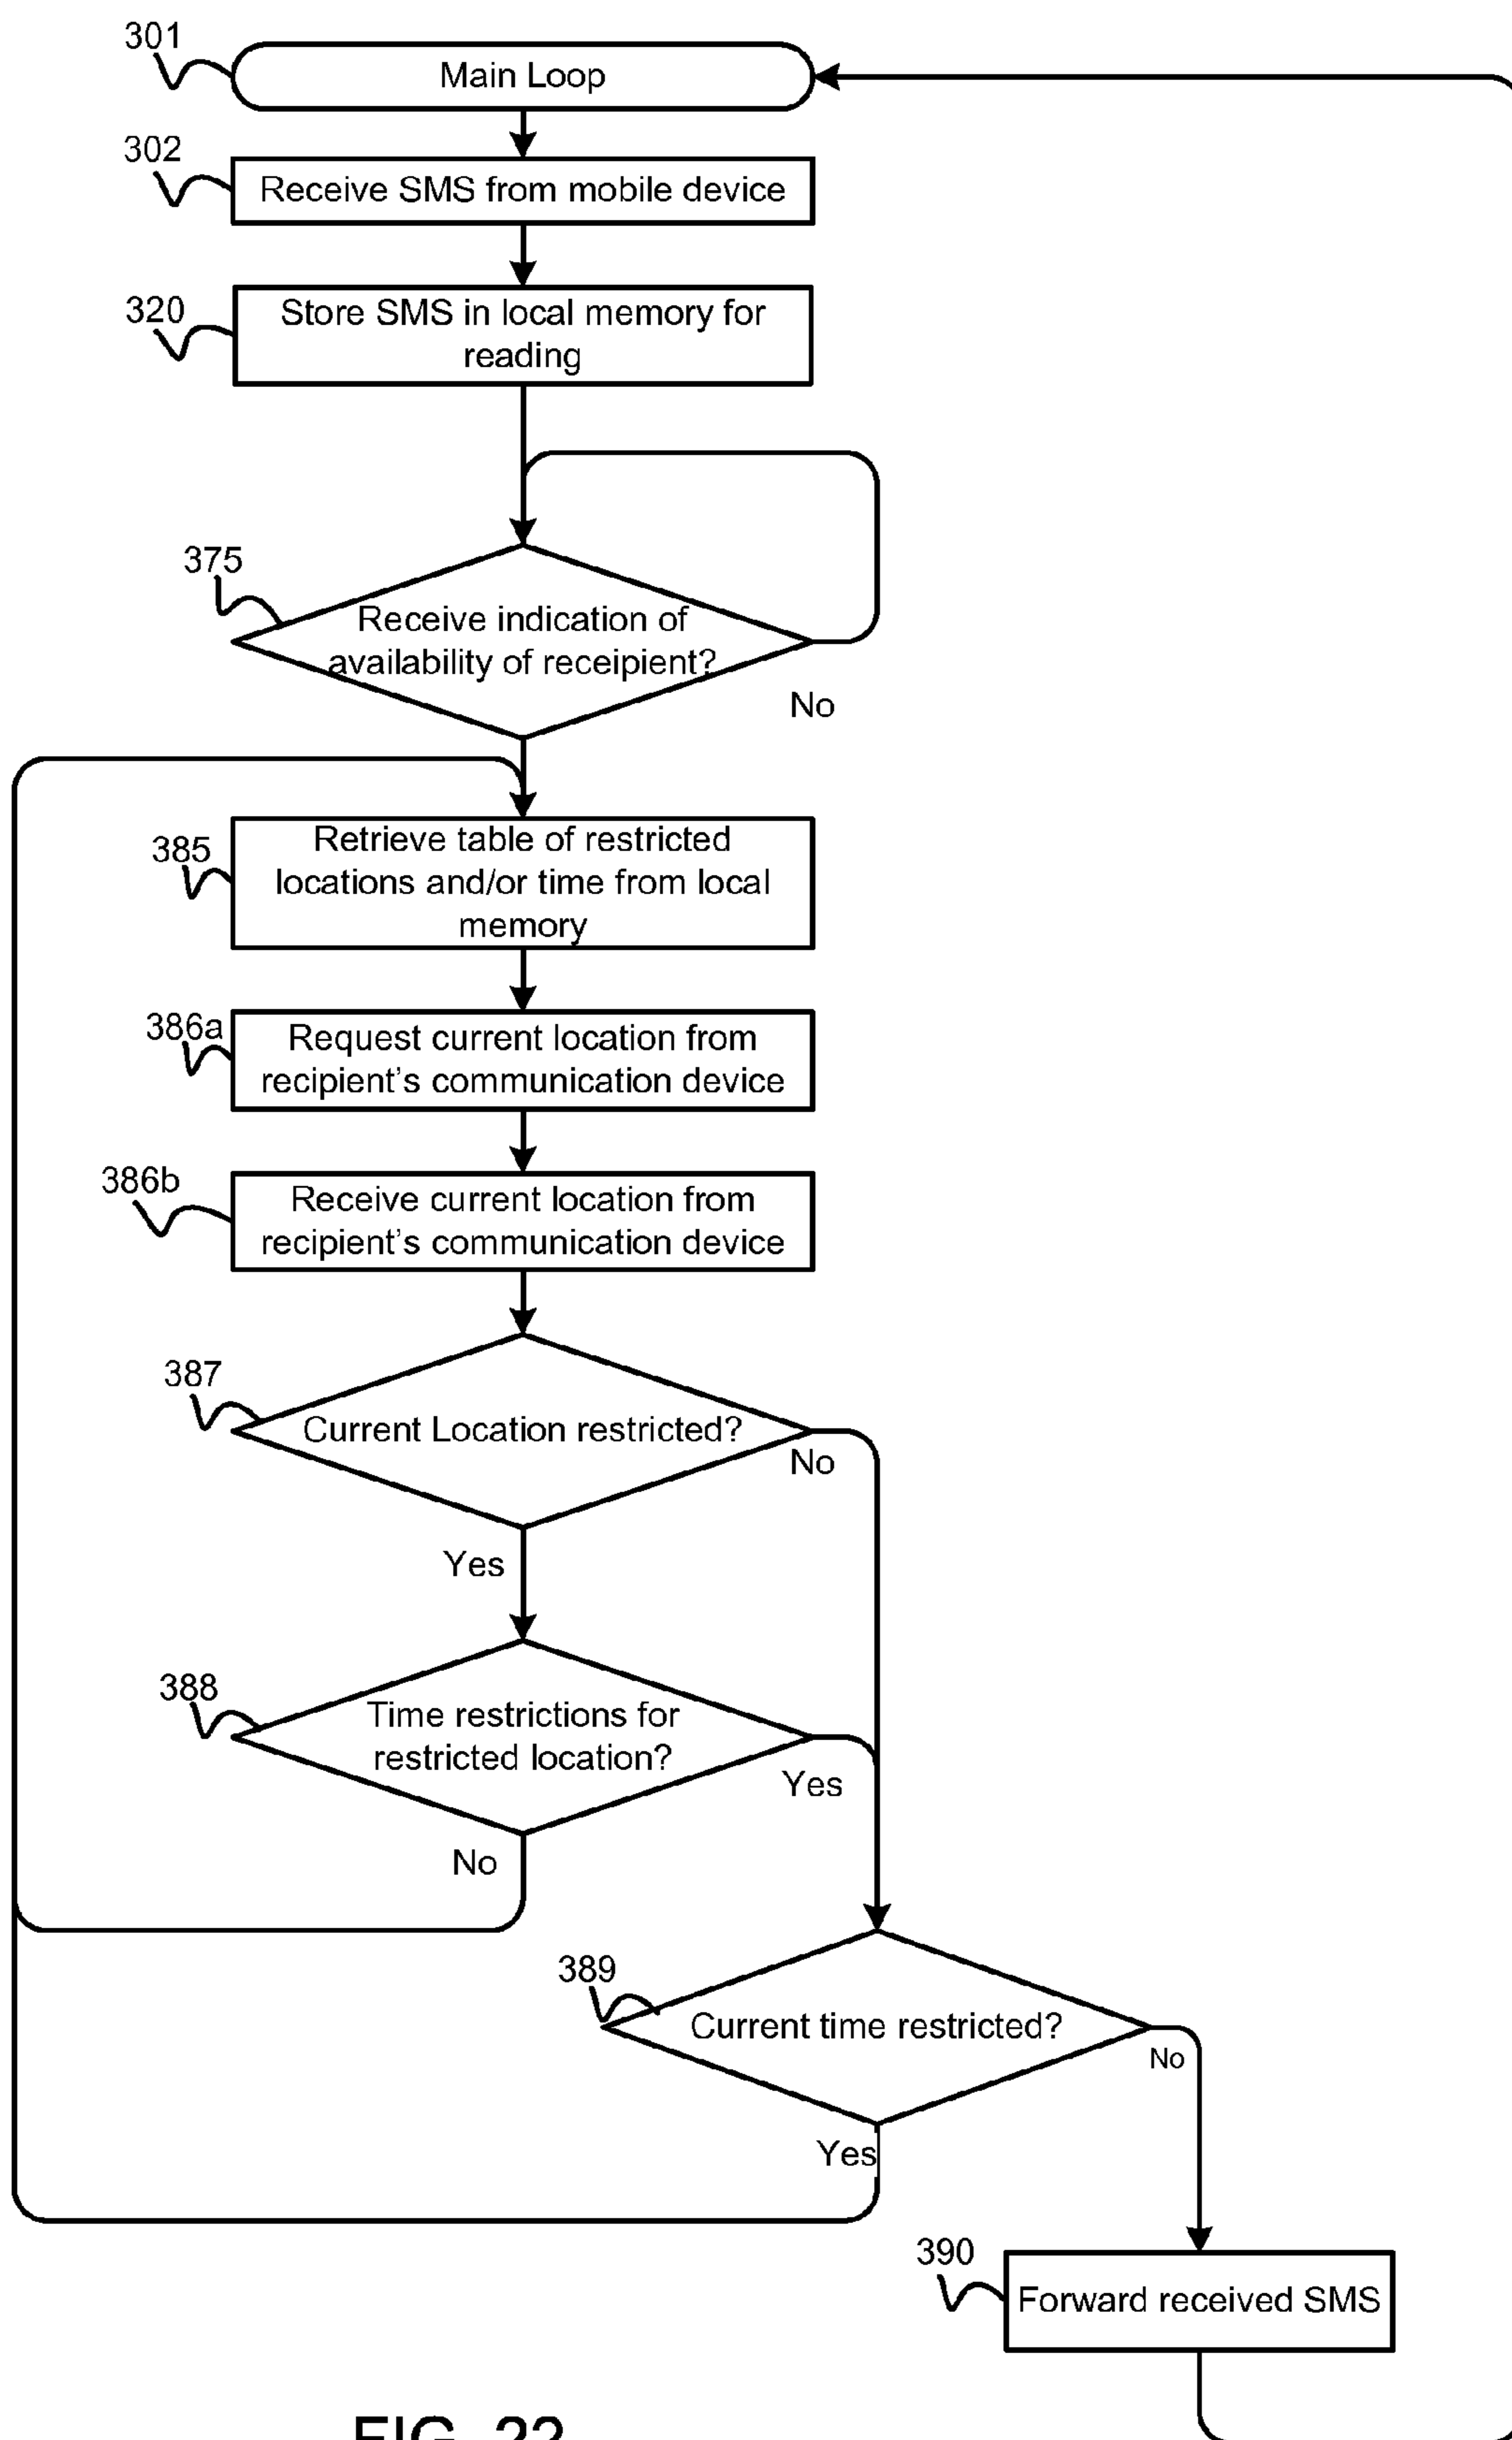 301
Main Loop
302
Receive SMS from mobile device
320
Store SMS in local memory for
reading
375
Receive indication of
availability of receipient?
No
385
Retrieve table of restricted
locations and/or time from local
memory
386a
Request current location from
recipient's communication device
386b
Receive current location from
recipient's communication device
387
Current Location restricted?
No
Yes
388
Time restrictions for
restricted location?
Yes
No
389
Current time restricted?
No
Yes
390
Forward received SMS
FIG. 22